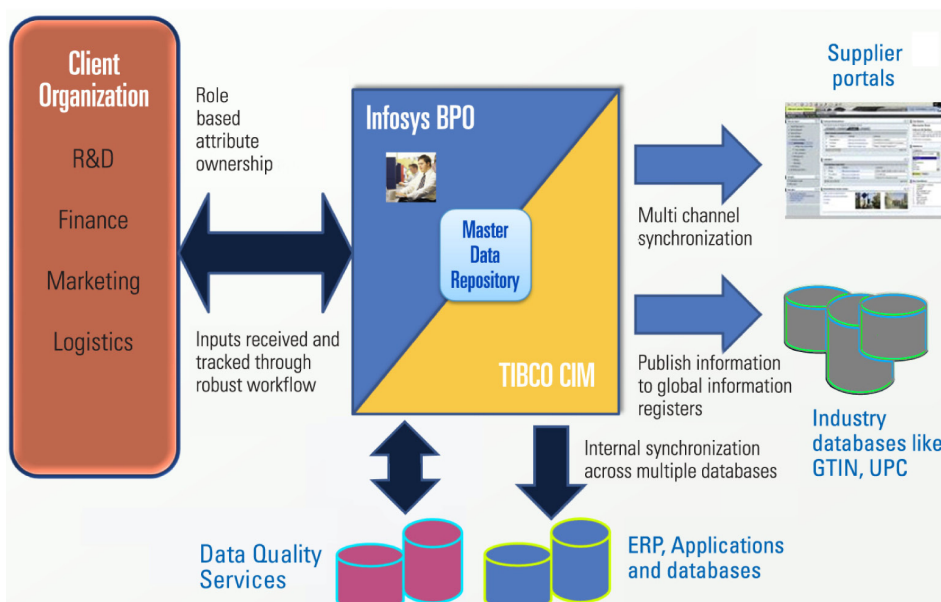 Client
Organization
R&D
Finance
Marketing
Logistics
Role
based
attribute
ownership
Inputs received and
tracked through
robust workflow
Infosys BPO
Master
Data
Repository
TIBCO CIM
Supplier
portals
Multi channel
synchronization
Publish information
to global information
registers
Industry
databases like
GTIN, UPC
Internal synchronization
across multiple databases
Data Quality
Services
ERP, Applications
and databases